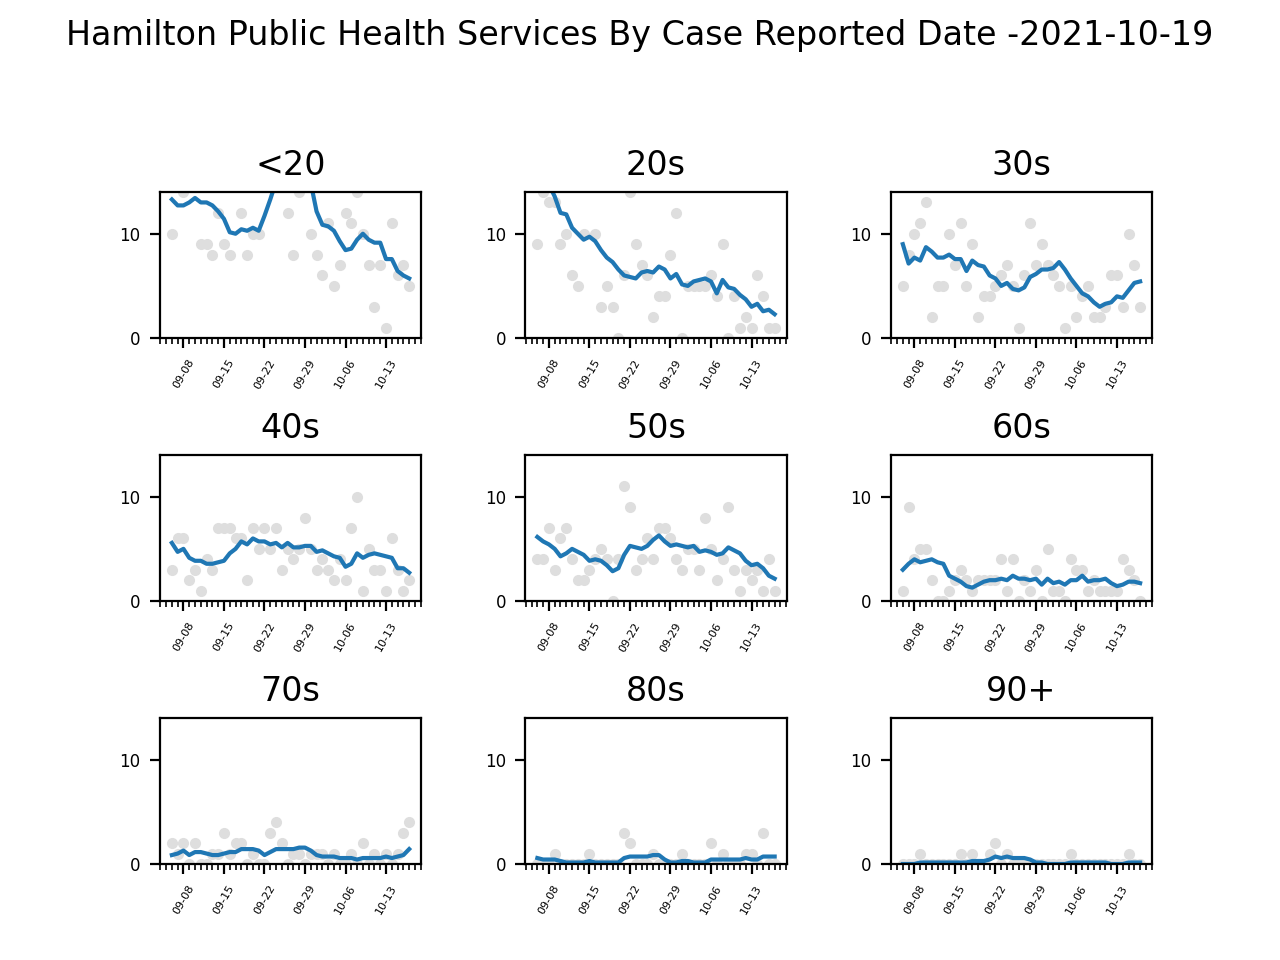 Hamilton Public Health Services By Case Reported Date -2021-10-19
<20 20s 30s
10 10 10
0 0 0
09-08 09-15 09-22 09-29 10-06 10-13 09-08 09-15 09-22 09-29 10-06 10-13 09-08 09-15 09-22 09-29 10-06 10-13
40s 50s 60s
10 10 10
0 0 0
09-08 09-15 09-22 09-29 10-06 10-13 09-08 09-15 09-22 09-29 10-06 10-13 09-08 09-15 09-22 09-29 10-06 10-13
70s 80s 90+
10 10 10
0 0 0
09-08 09-15 09-22 09-29 10-06 10-13 09-08 09-15 09-22 09-29 10-06 10-13 09-08 09-15 09-22 09-29 10-06 10-13